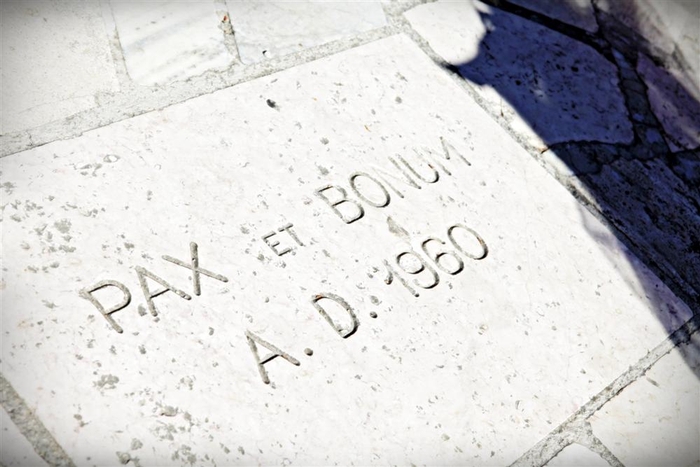 PAX ET BONUM
A. D. 1960